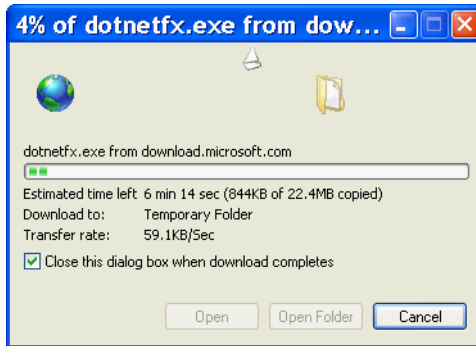 4% of dotnetfx.exe from dow...
dotnetfx.exe from download.microsoft.com
Estimated time left 6 min 14 sec (844KB of 22.4MB copied)
Download to: Temporary Folder
Transfer rate: 59.1KB/Sec
Close this dialog box when download completes
Open Open Folder Cancel